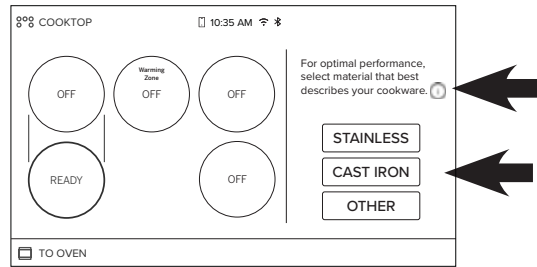 COOKTOP
10:35 AM
Warming
Zone
OFF
OFF
OFF
READY
OFF
For optimal performance,
select material that best
describes your cookware.
STAINLESS
CAST IRON
OTHER
TO OVEN